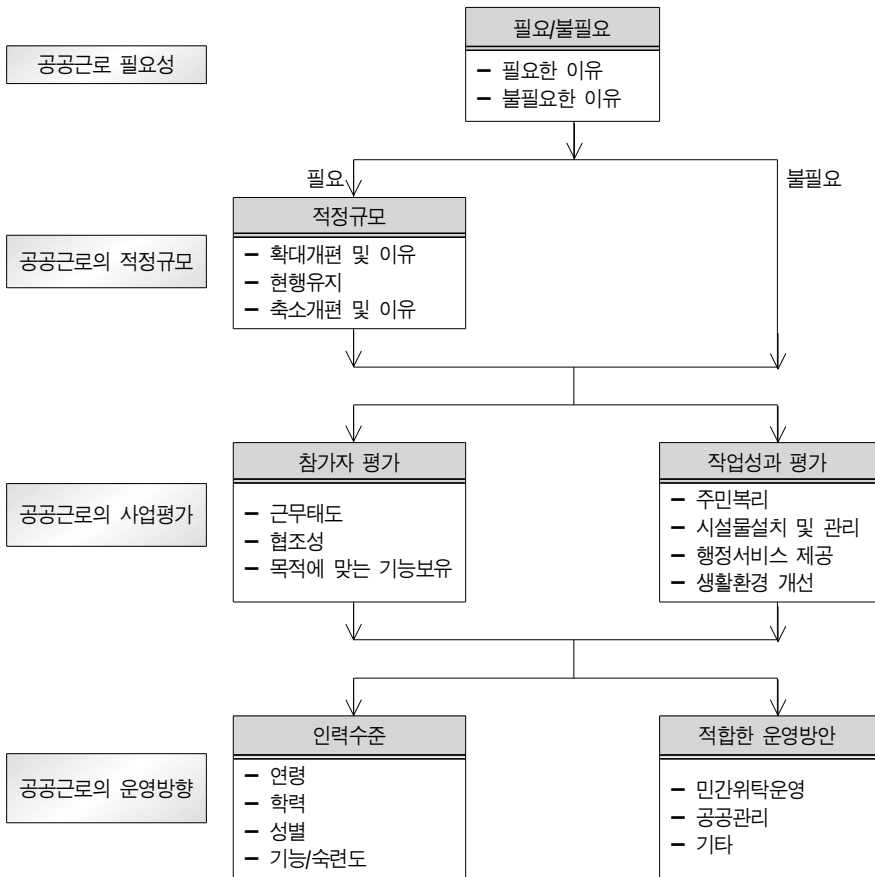 필요/불필요
공공근로 필요성
– 필요한 이유
– 불필요한 이유
필요
불필요
적정규모
공공근로의 적정규모
– 확대개편 및 이유
– 현행유지
– 축소개편 및 이유
참가자 평가
작업성과 평가
공공근로의 사업평가
– 근무태도
– 협조성
– 목적에 맞는 기능보유
– 주민복리
– 시설물설치 및 관리
– 행정서비스 제공
– 생활환경 개선
인력수준
적합한 운영방안
공공근로의 운영방향
– 연령
– 학력
– 성별
– 기능/숙련도
– 민간위탁운영
– 공공관리
– 기타